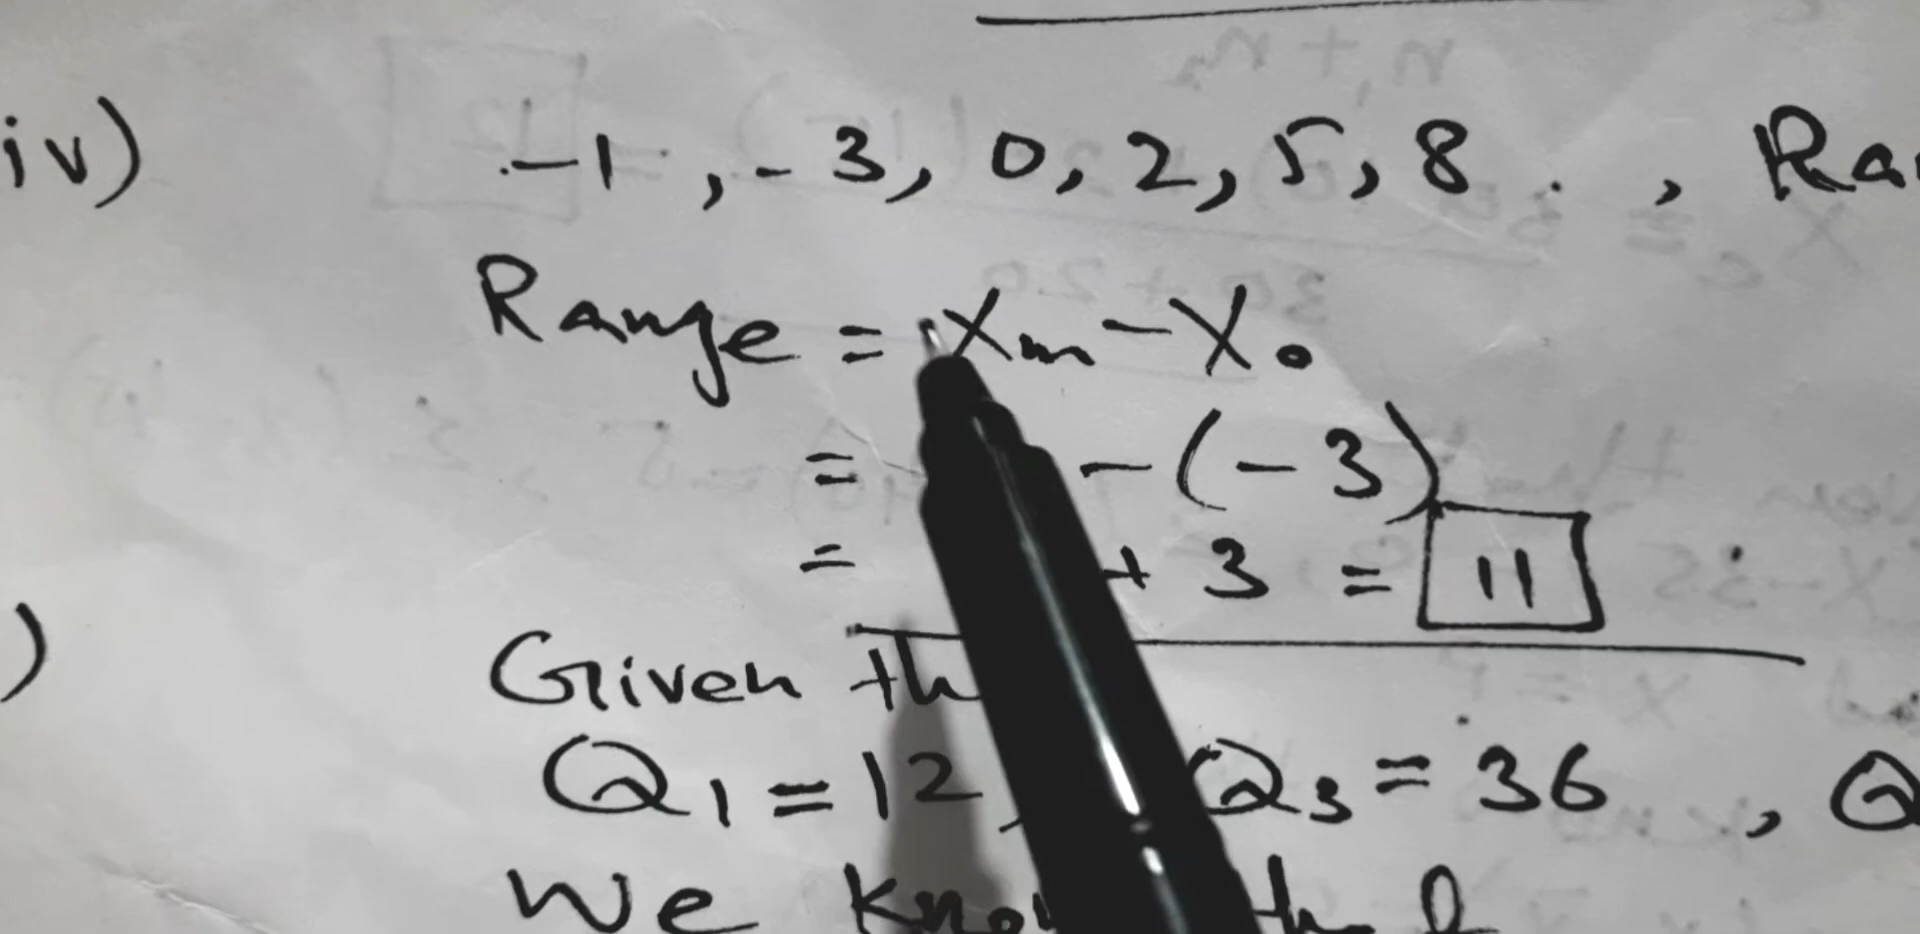 iv) -1, -3, 0, 2, 5, 8. , Ra
Range = Xm - X₀
= - (-3)
= + 3 = 11
) Given th
Q₁ = 12, Q₃ = 36, Q
We know